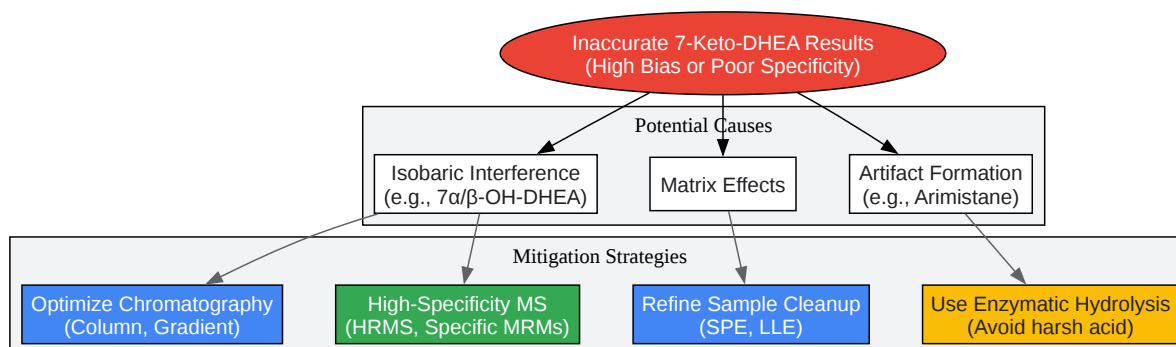 Inaccurate 7-Keto-DHEA Results
(High Bias or Poor Specificity)
Potential Causes
Isobaric Interference
(e.g., 7α/β-OH-DHEA)
Matrix Effects
Artifact Formation
(e.g., Arimistane)
Mitigation Strategies
Optimize Chromatography
(Column, Gradient)
High-Specificity MS
(HRMS, Specific MRMs)
Refine Sample Cleanup
(SPE, LLE)
Use Enzymatic Hydrolysis
(Avoid harsh acid)